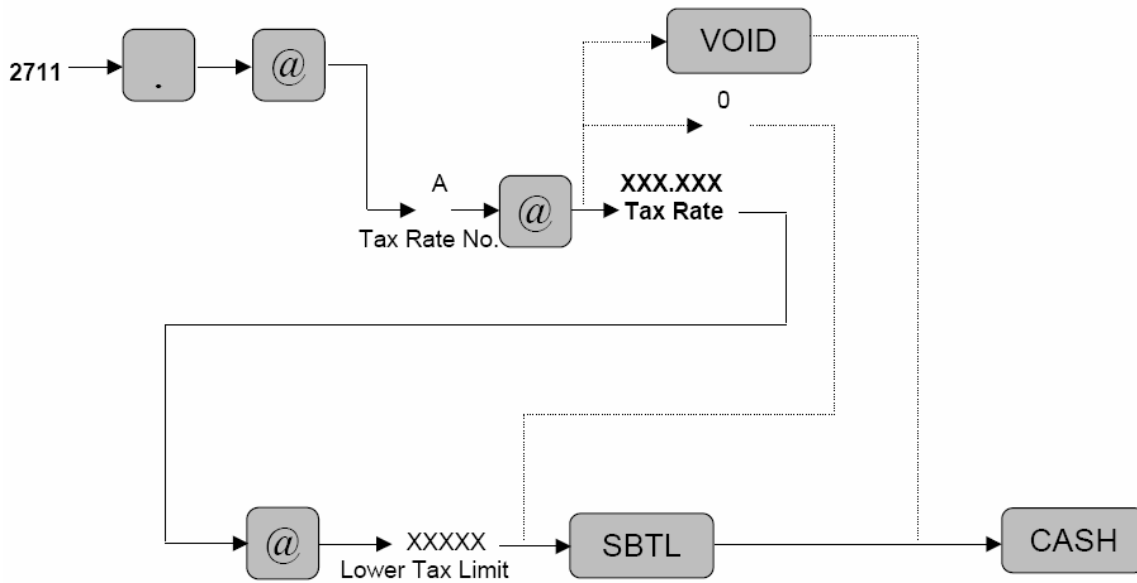 VOID
2711
.
@
0
A
@
XXX.XXX
Tax Rate
Tax Rate No.
@
XXXXX
Lower Tax Limit
SBTL
CASH